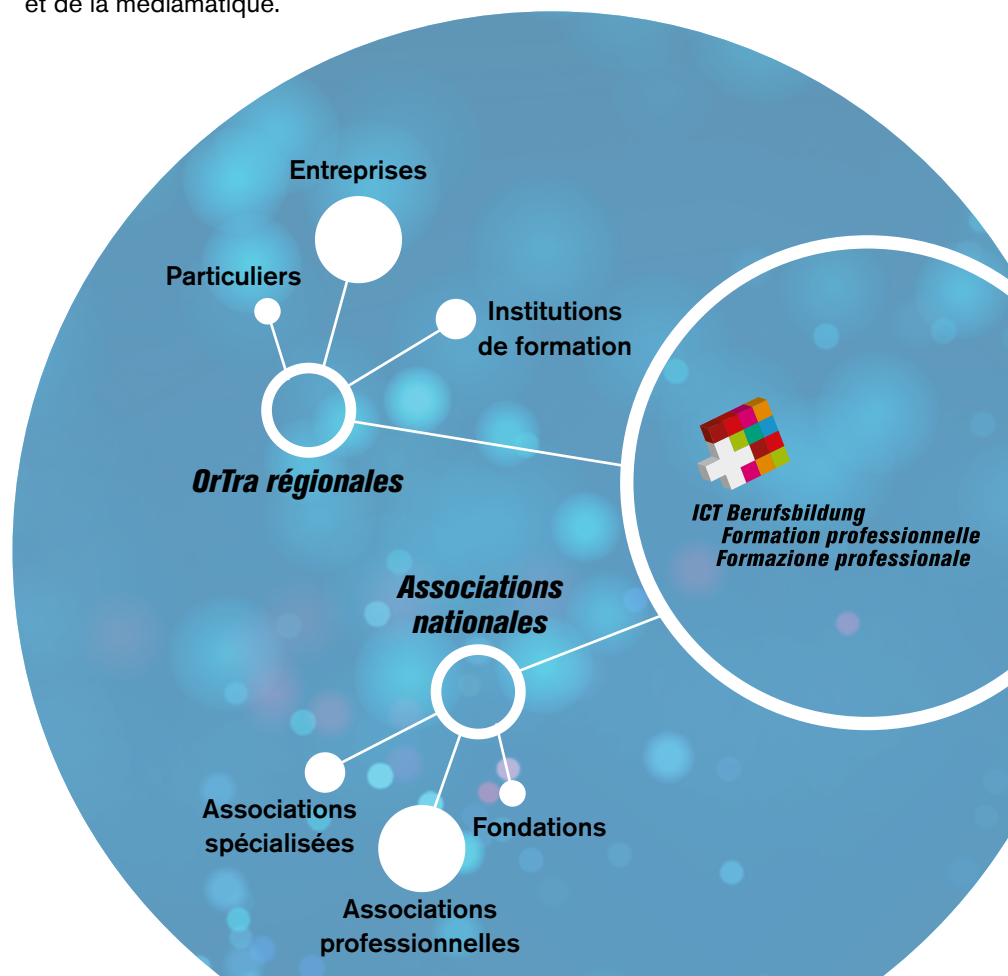 et de la médiamatique.
Entreprises
Particuliers
Institutions
de formation
OrTra régionales
ICT Berufsbildung
Formation professionnelle
Formazione professionale
Associations
nationales
Associations
spécialisées
Fondations
Associations
professionnelles